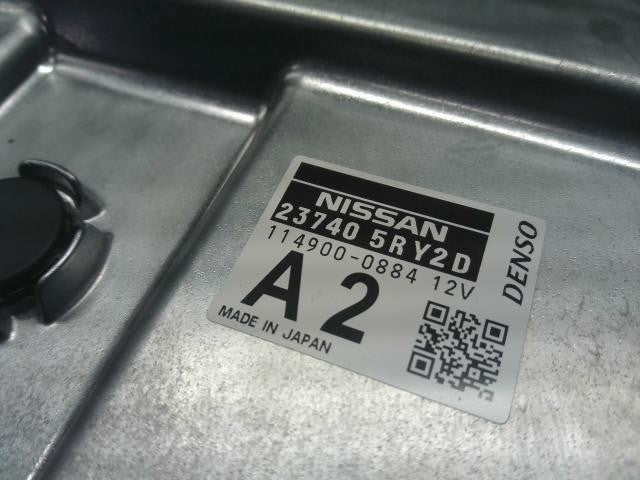 NISSAN
23740 5RY2D
114900-0884 12V
A2
MADE IN JAPAN
DENSO